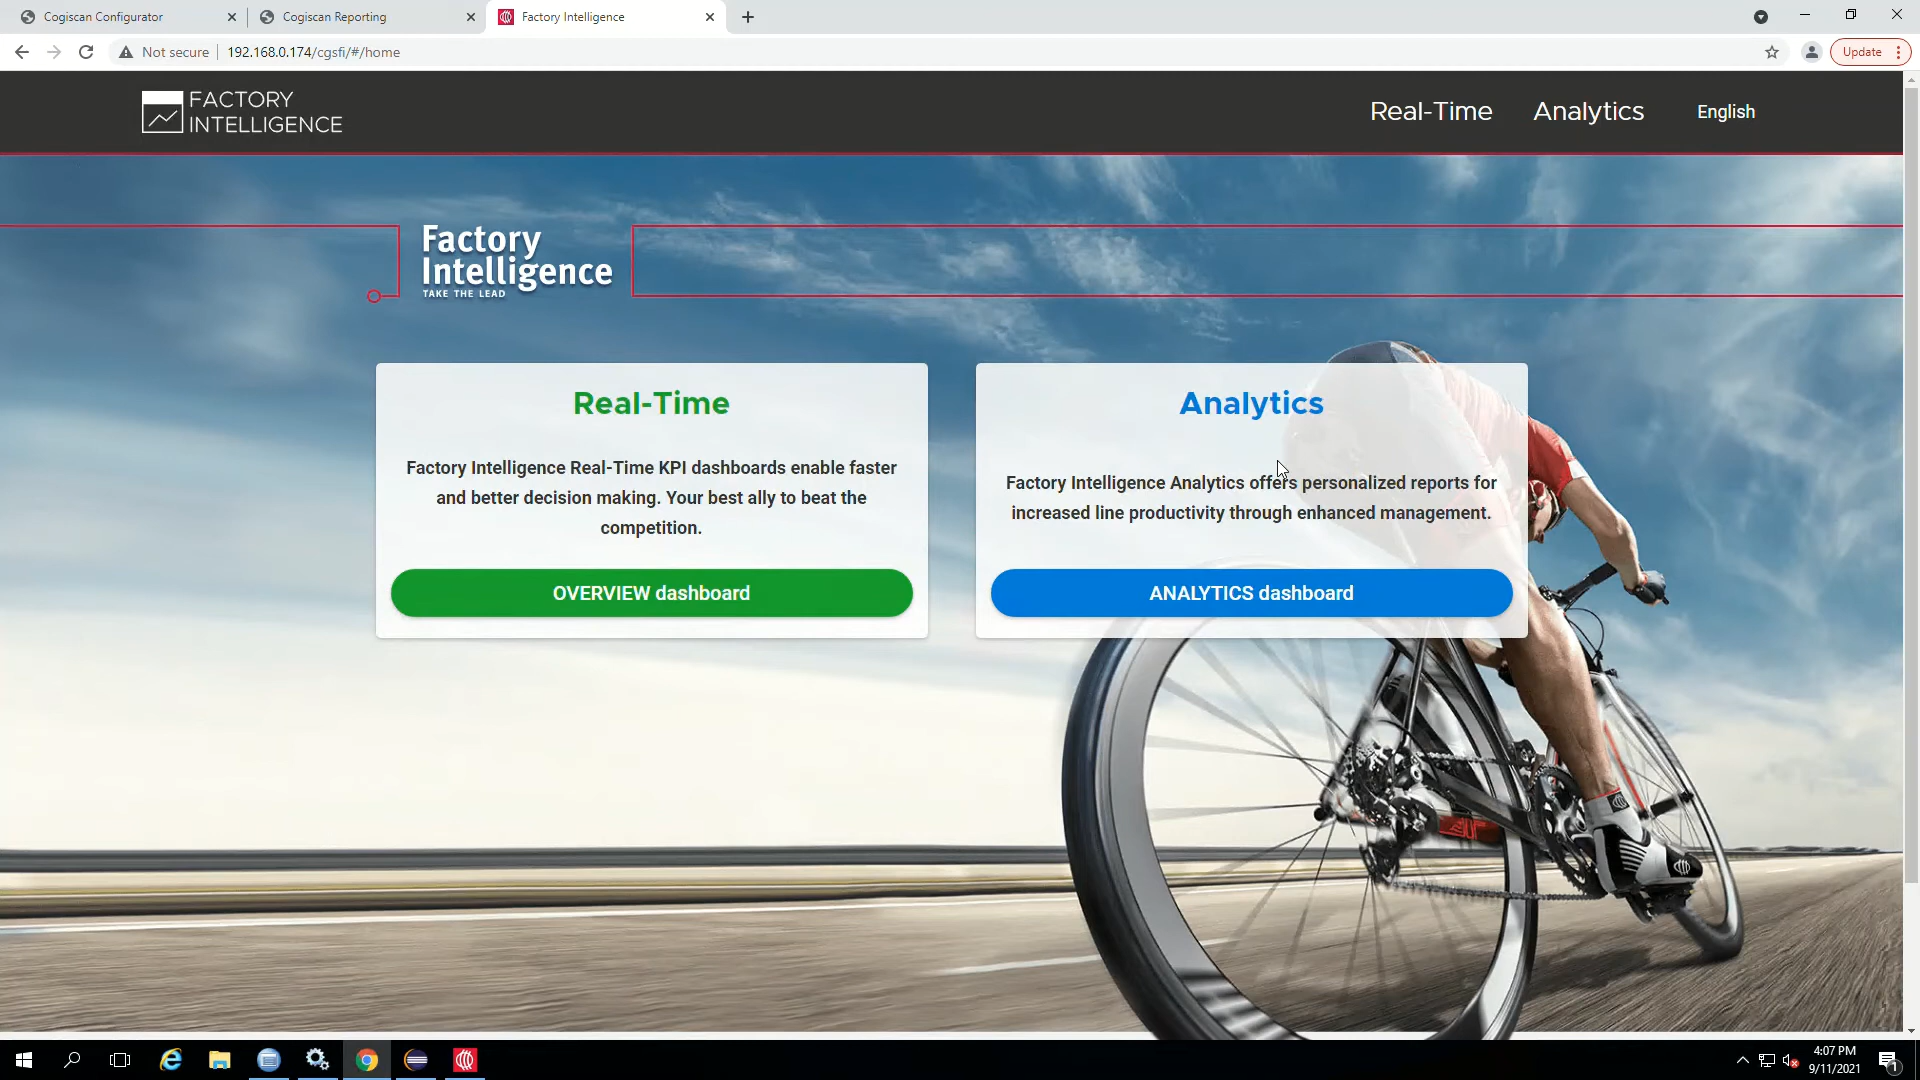 Cogiscan Configurator
Cogiscan Reporting
Factory Intelligence
Not secure
192.168.0.174/cgsfi/#/home
Update
FACTORY
INTELLIGENCE
Real-Time
Analytics
English
Factory
Intelligence
TAKE THE LEAD
Real-Time
Factory Intelligence Real-Time KPI dashboards enable faster
and better decision making. Your best ally to beat the
competition.
OVERVIEW dashboard
Analytics
Factory Intelligence Analytics offers personalized reports for
increased line productivity through enhanced management.
ANALYTICS dashboard
4:07 PM
9/11/2021
1